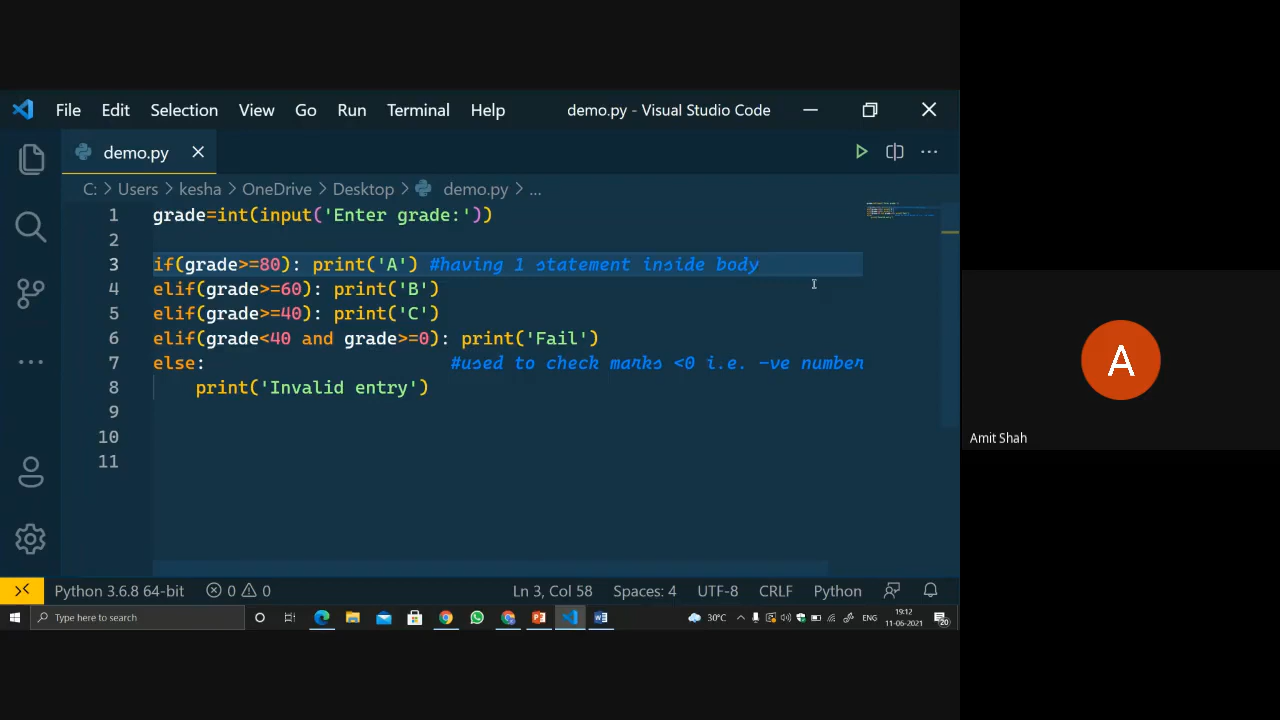 File Edit Selection View Go Run Terminal Help demo.py - Visual Studio Code
demo.py
C: > Users > kesha > OneDrive > Desktop > demo.py > ...
1 grade=int(input('Enter grade:'))
2
3 if(grade>=80): print('A') #having 1 statement inside body
4 elif(grade>=60): print('B')
5 elif(grade>=40): print('C')
6 elif(grade<40 and grade>=0): print('Fail')
7 else: #used to check marks <0 i.e. -ve number
8 print('Invalid entry')
9
10
11
A
Amit Shah
Python 3.6.8 64-bit 0 0 Ln 3, Col 58 Spaces: 4 UTF-8 CRLF Python
Type here to search 30°C ENG 19:12
11-06-2021 20